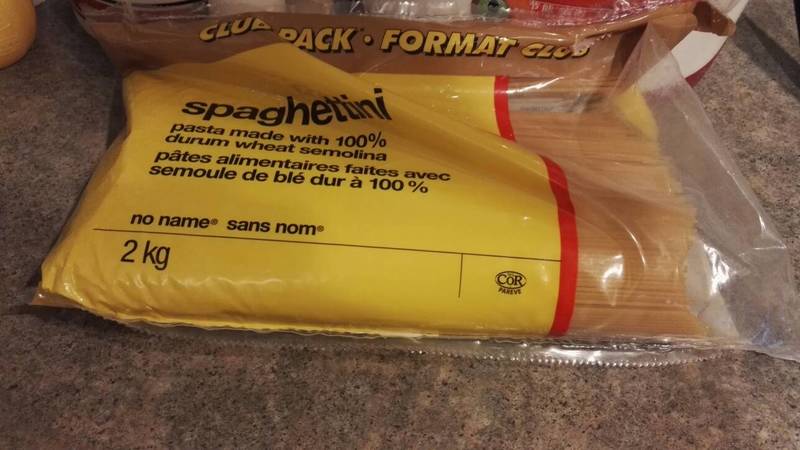 CLUB PACK • FORMAT CLUB
spaghettini
pasta made with 100%
durum wheat semolina
pâtes alimentaires faites avec
semoule de blé dur à 100 %
no name® sans nom®
2 kg
COR
PAREVE